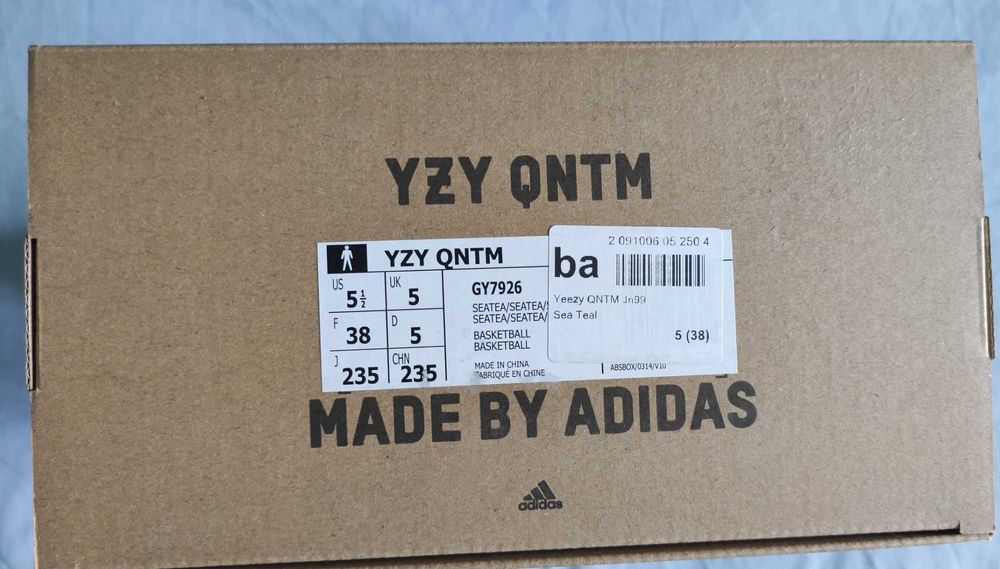 YZY QNTM
YZY QNTM
US 5½ UK 5
F 38 D 5
J 235 CHN 235
GY7926
SEATEA/SEATEA/
SEATEA/SEATEA/
BASKETBALL
BASKETBALL
MADE IN CHINA
FABRIQUÉ EN CHINE
ABSBOX/0314/V10
2 091006 05 250 4
ba
Yeezy QNTM Jn99
Sea Teal
5 (38)
MADE BY ADIDAS
adidas